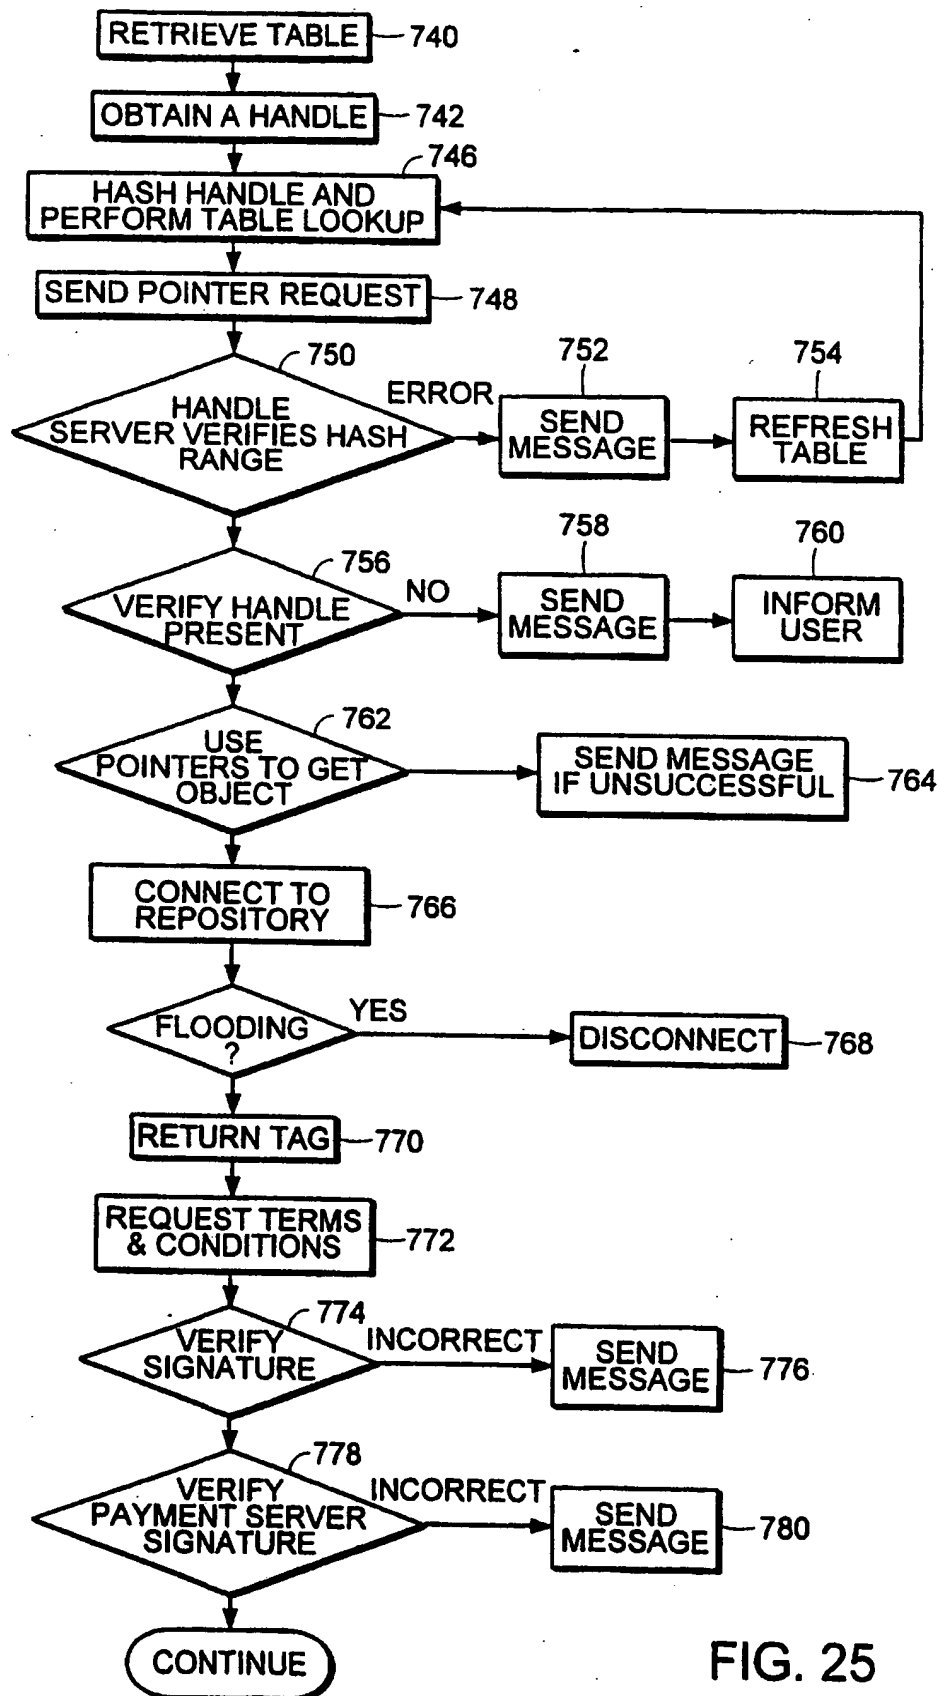 RETRIEVE TABLE
740
OBTAIN A HANDLE
742
746
HASH HANDLE AND
PERFORM TABLE LOOKUP
SEND POINTER REQUEST
748
750
HANDLE
SERVER VERIFIES HASH
RANGE
ERROR
752
SEND
MESSAGE
754
REFRESH
TABLE
756
VERIFY HANDLE
PRESENT
NO
758
SEND
MESSAGE
760
INFORM
USER
762
USE
POINTERS TO GET
OBJECT
SEND MESSAGE
IF UNSUCCESSFUL
764
CONNECT TO
REPOSITORY
766
FLOODING
?
YES
DISCONNECT
768
RETURN TAG
770
REQUEST TERMS
& CONDITIONS
772
774
VERIFY
SIGNATURE
INCORRECT
SEND
MESSAGE
776
778
VERIFY
PAYMENT SERVER
SIGNATURE
INCORRECT
SEND
MESSAGE
780
CONTINUE
FIG. 25